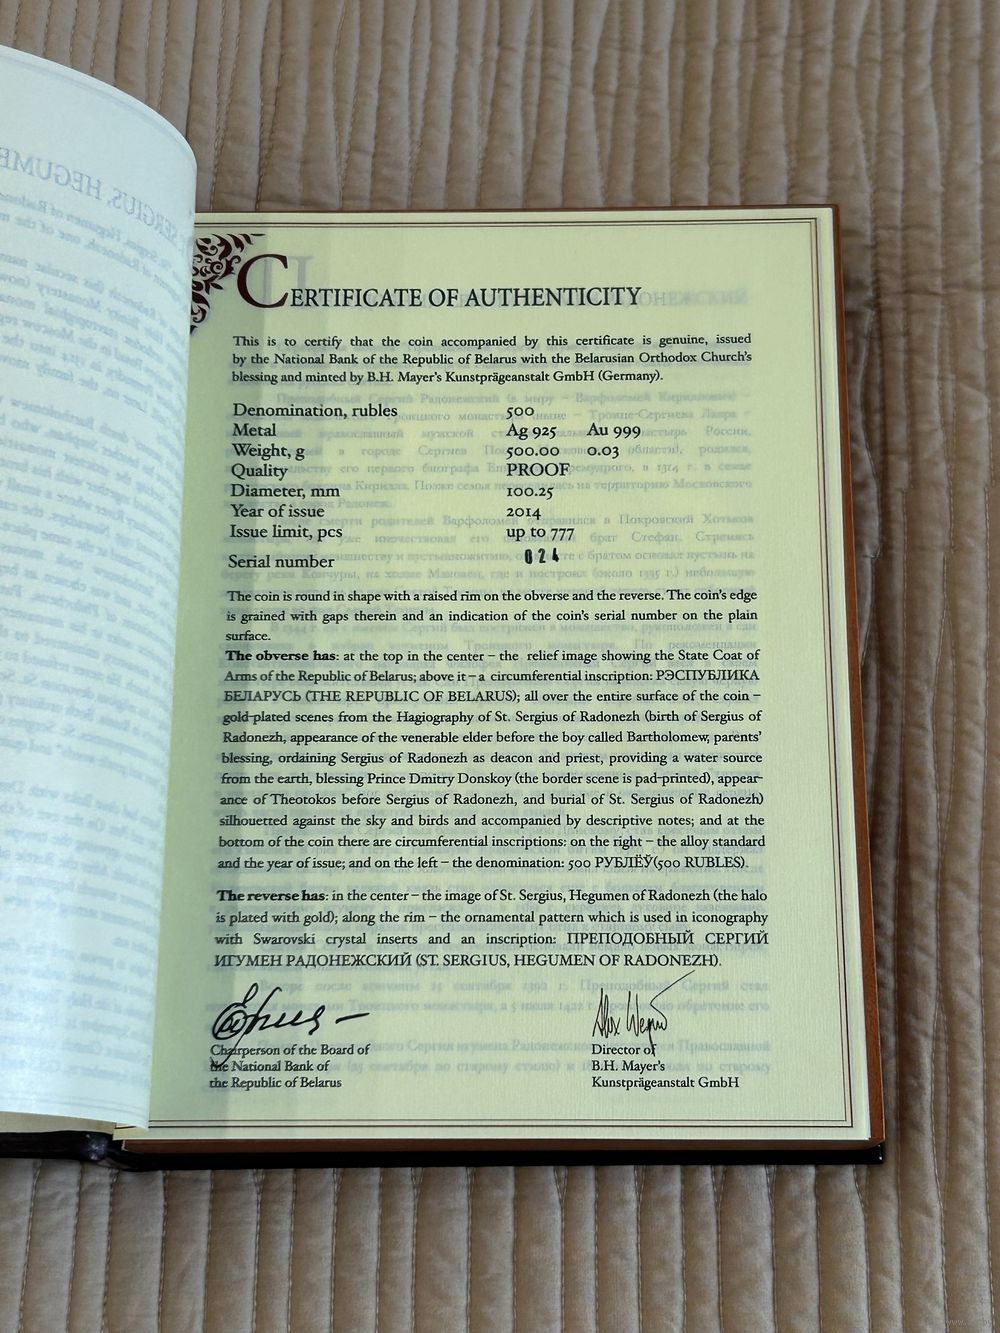 CERTIFICATE OF AUTHENTICITY
This is to certify that the coin accompanied by this certificate is genuine, issued
by the National Bank of the Republic of Belarus with the Belarusian Orthodox Church's
blessing and minted by B.H. Mayer's Kunstprägeanstalt GmbH (Germany).
Denomination, rubles 500
Metal Ag 925 Au 999
Weight, g 500.00 0.03
Quality PROOF
Diameter, mm 100.25
Year of issue 2014
Issue limit, pcs up to 777
Serial number 024
The coin is round in shape with a raised rim on the obverse and the reverse. The coin's edge
is grained with gaps therein and an indication of the coin's serial number on the plain
surface.
The obverse has: at the top in the center – the relief image showing the State Coat of
Arms of the Republic of Belarus; above it – a circumferential inscription: РЭСПУБЛИКА
БЕЛАРУСЬ (THE REPUBLIC OF BELARUS); all over the entire surface of the coin –
gold-plated scenes from the Hagiography of St. Sergius of Radonezh (birth of Sergius of
Radonezh, appearance of the venerable elder before the boy called Bartholomew, parents'
blessing, ordaining Sergius of Radonezh as deacon and priest, providing a water source
from the earth, blessing Prince Dmitry Donskoy (the border scene is pad-printed), appear-
ance of Theotokos before Sergius of Radonezh, and burial of St. Sergius of Radonezh)
silhouetted against the sky and birds and accompanied by descriptive notes; and at the
bottom of the coin there are circumferential inscriptions: on the right – the alloy standard
and the year of issue; and on the left – the denomination: 500 РУБЛЁЎ(500 RUBLES).
The reverse has: in the center – the image of St. Sergius, Hegumen of Radonezh (the halo
is plated with gold); along the rim – the ornamental pattern which is used in iconography
with Swarovski crystal inserts and an inscription: ПРЕПОДОБНЫЙ СЕРГИЙ
ИГУМЕН РАДОНЕЖСКИЙ (ST. SERGIUS, HEGUMEN OF RADONEZH).
Chairperson of the Board of
the National Bank of
the Republic of Belarus
Director of
B.H. Mayer's
Kunstprägeanstalt GmbH